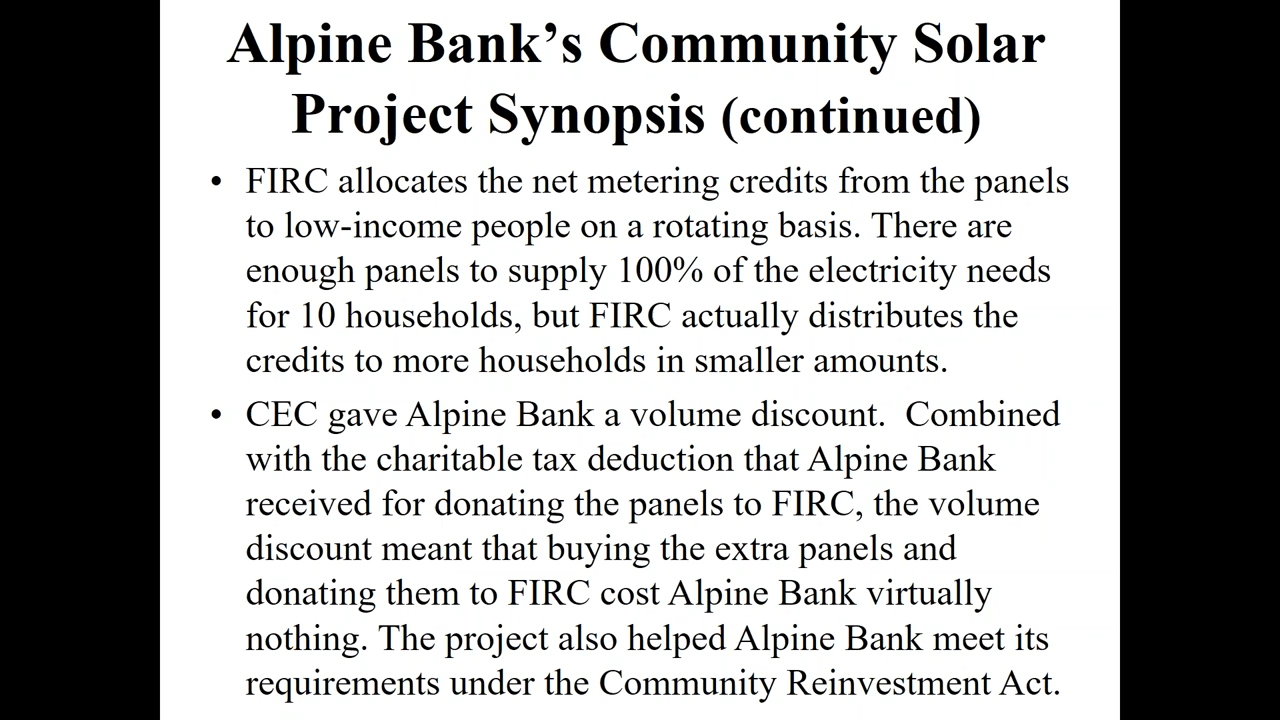 Alpine Bank’s Community Solar
Project Synopsis (continued)
• FIRC allocates the net metering credits from the panels
to low-income people on a rotating basis. There are
enough panels to supply 100% of the electricity needs
for 10 households, but FIRC actually distributes the
credits to more households in smaller amounts.
• CEC gave Alpine Bank a volume discount.  Combined
with the charitable tax deduction that Alpine Bank
received for donating the panels to FIRC, the volume
discount meant that buying the extra panels and
donating them to FIRC cost Alpine Bank virtually
nothing. The project also helped Alpine Bank meet its
requirements under the Community Reinvestment Act.